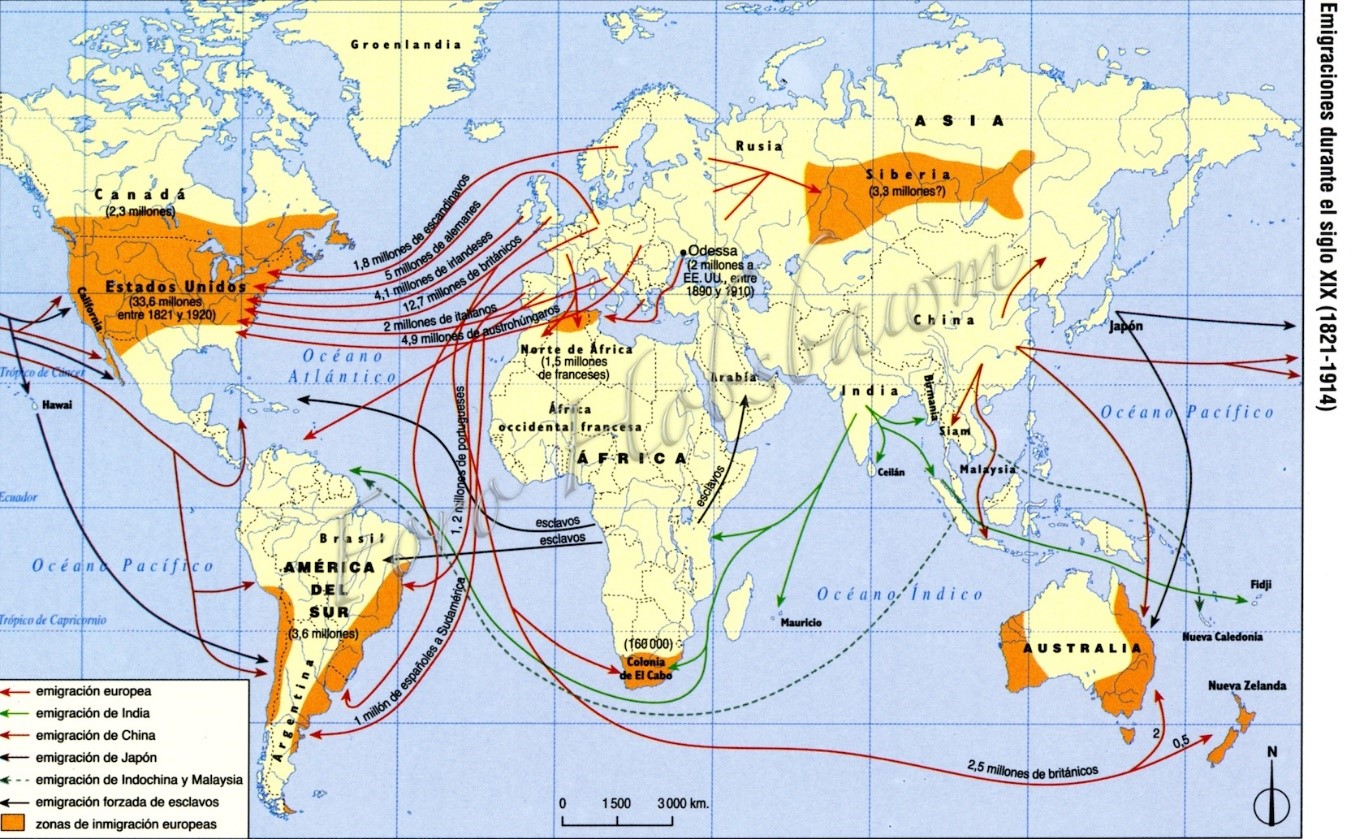 Emigraciones durante el siglo XIX (1821-1914)
Groenlandia
ASIA
Rusia
Siberia
(3,3 millones?)
Canadá
(2,3 millones)
1,8 millones de escandinavos
5 millones de alemanes
4,1 millones de irlandeses
12,7 millones de británicos
2 millones de italianos
4,9 millones de austrohúngaros
Odessa
(2 millones a
EE. UU., entre
1890 y 1910)
Estados Unidos
(33,6 millones
entre 1821 y 1920)
California
China
Japón
Océano
Atlántico
Norte de África
(1,5 millones
de franceses)
Arabia
India
Birmania
Trópico de Cáncer
Hawai
África
occidental francesa
ÁFRICA
Siam
Océano Pacífico
Ceilán
Malaysia
esclavos
1, 2 millones de portugueses
Ecuador
esclavos
esclavos
Brasil
Océano Pacífico
AMÉRICA
DEL
SUR
(3,6 millones)
Océano Índico
Fidji
Mauricio
Trópico de Capricornio
Nueva Caledonia
(160 000)
Colonia
de El Cabo
AUSTRALIA
1 millón de españoles a Sudamérica
Argentina
Nueva Zelanda
2
0,5
2,5 millones de británicos
emigración europea
emigración de India
emigración de China
emigración de Japón
emigración de Indochina y Malaysia
emigración forzada de esclavos
zonas de inmigración europeas
0 1 500 3 000 km.
N